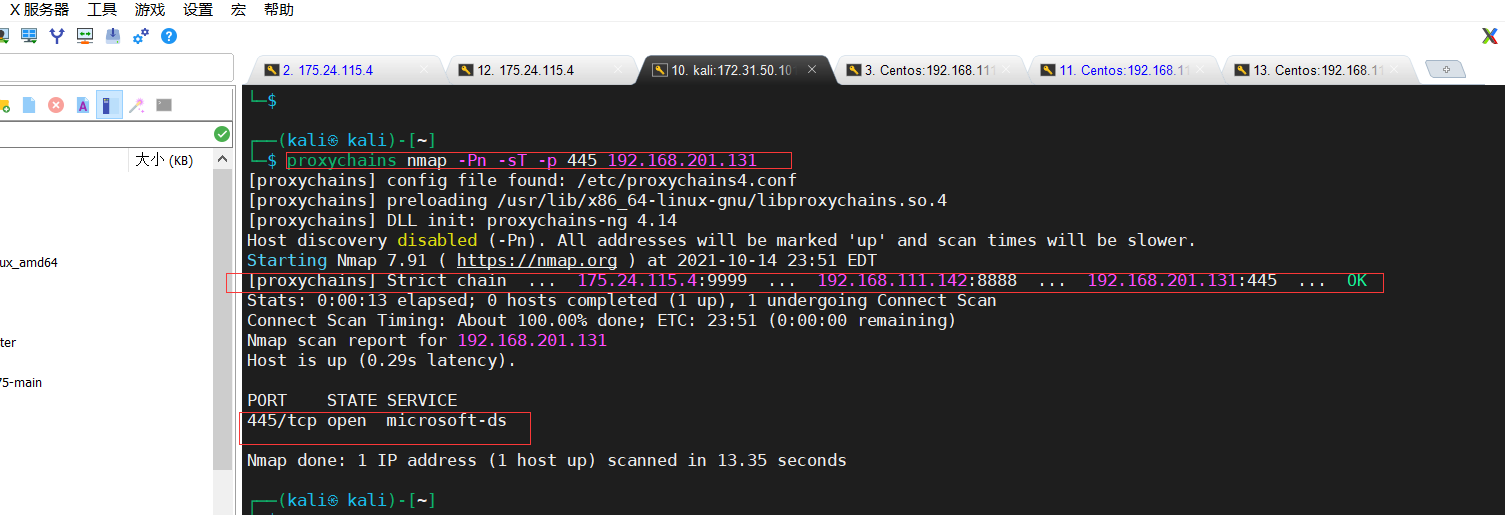 X 服务器 工具 游戏 设置 宏 帮助
2. 175.24.115.4
12. 175.24.115.4
10. kali:172.31.50.10
3. Centos:192.168.111
11. Centos:192.168.1
13. Centos:192.168.11
大小 (KB)
ux_amd64
ter
75-main
└─$
┌──(kali㉿ kali)-[~]
└─$ proxychains nmap -Pn -sT -p 445 192.168.201.131
[proxychains] config file found: /etc/proxychains4.conf
[proxychains] preloading /usr/lib/x86_64-linux-gnu/libproxychains.so.4
[proxychains] DLL init: proxychains-ng 4.14
Host discovery disabled (-Pn). All addresses will be marked 'up' and scan times will be slower.
Starting Nmap 7.91 ( https://nmap.org ) at 2021-10-14 23:51 EDT
[proxychains] Strict chain ... 175.24.115.4:9999 ... 192.168.111.142:8888 ... 192.168.201.131:445 ... OK
Stats: 0:00:13 elapsed; 0 hosts completed (1 up), 1 undergoing Connect Scan
Connect Scan Timing: About 100.00% done; ETC: 23:51 (0:00:00 remaining)
Nmap scan report for 192.168.201.131
Host is up (0.29s latency).
PORT STATE SERVICE
445/tcp open microsoft-ds
Nmap done: 1 IP address (1 host up) scanned in 13.35 seconds
┌──(kali㉿ kali)-[~]